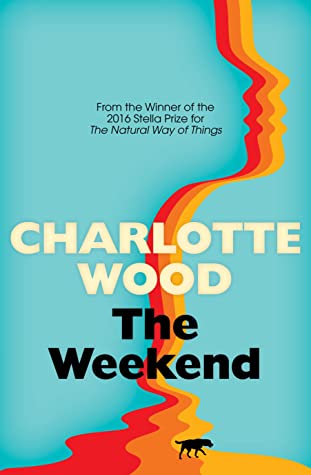 From the Winner of the
2016 Stella Prize for
The Natural Way of Things
CHARLOTTE
WOOD
The
Weekend